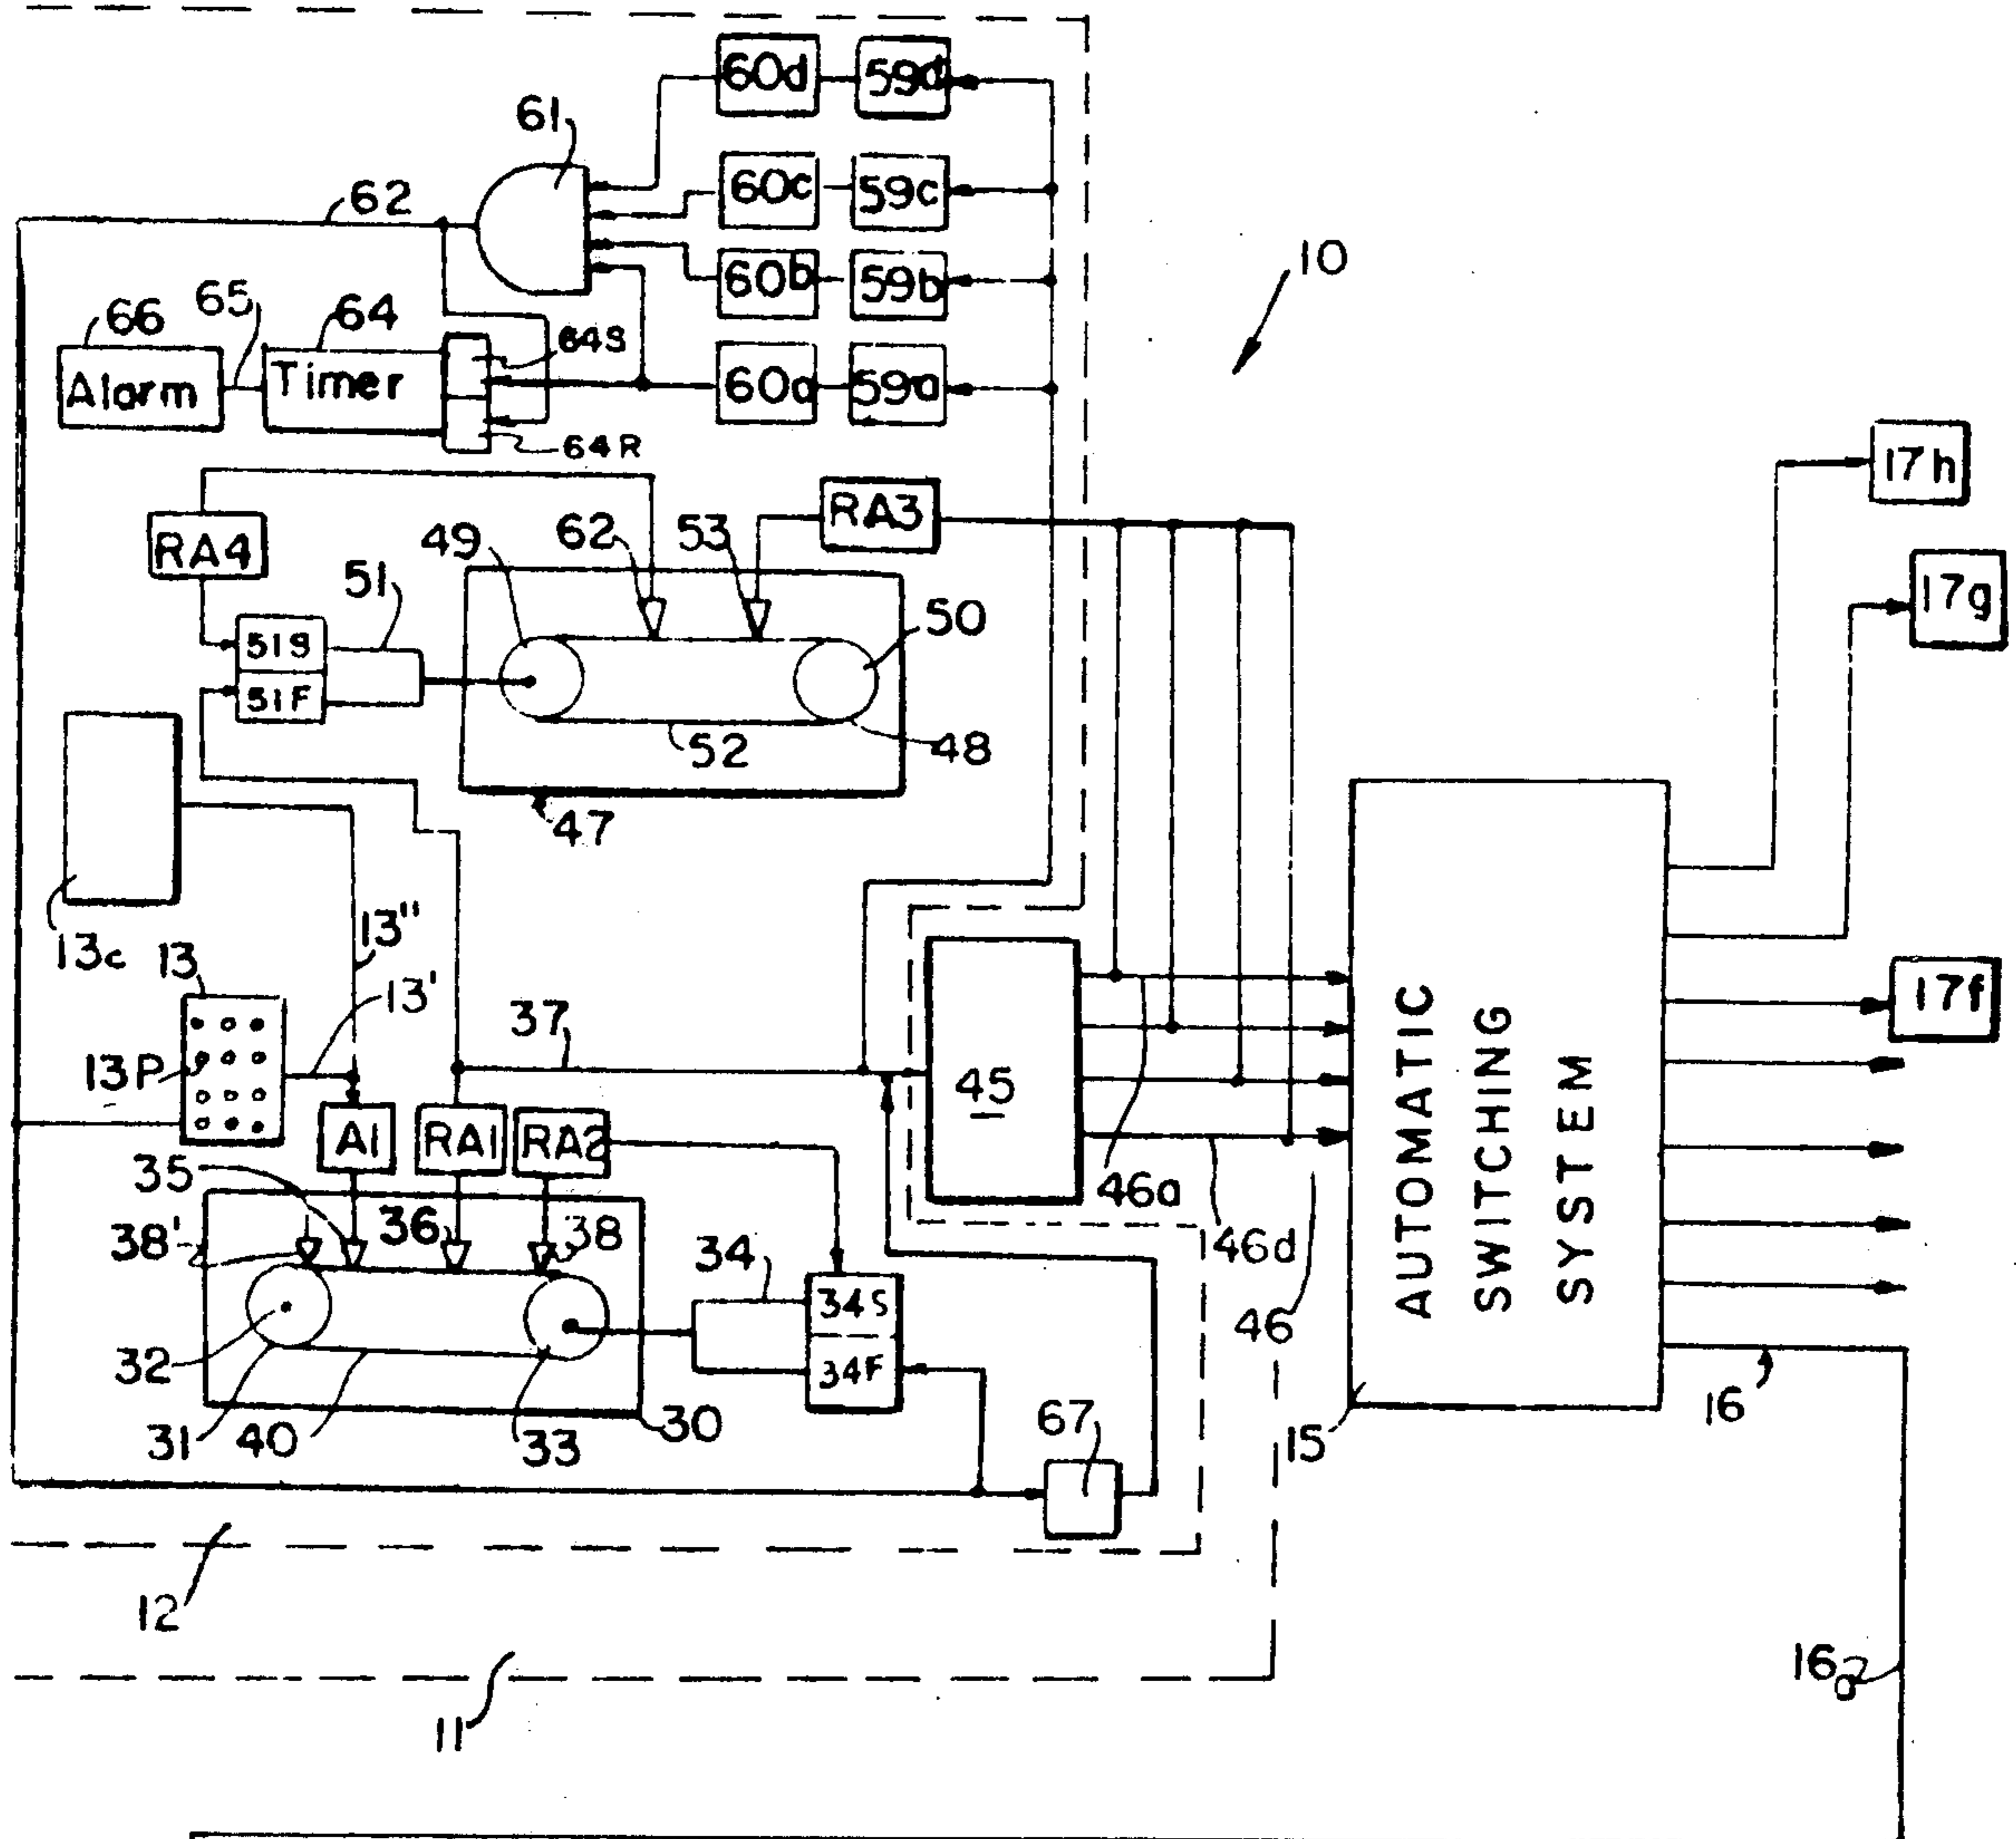 60d
59d
61
60c
59c
62
60b
59b
10
66
65
64
64S
Alarm
Timer
60a
59a
64R
17h
RA3
RA4
49
62
53
17g
51
51S
50
51F
52
48
47
13c
13
13"
13'
17f
37
13P
45
A1
RA1
RA2
35
36
38
38'
46a
46d
34
34S
46
AUTOMATIC
SWITCHING
SYSTEM
32
34F
31
40
33
30
67
15
16
12
16a
11